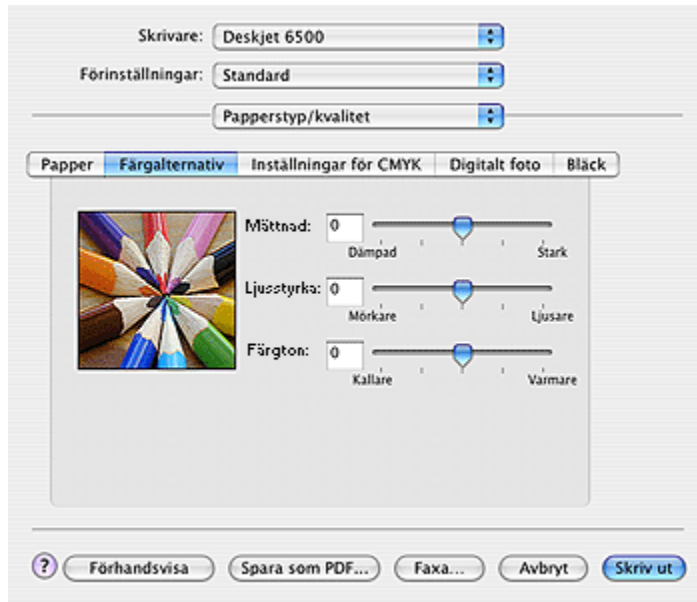 Skrivare: Deskjet 6500
Förinställningar: Standard
Papperstyp/kvalitet
Papper Färgalternativ Inställningar för CMYK Digitalt foto Bläck
Mättnad: 0
Dämpad Stark
Ljusstyrka: 0
Mörkare Ljusare
Färgton: 0
Kallare Varmare
? Förhandsvisa Spara som PDF... Faxa... Avbryt Skriv ut